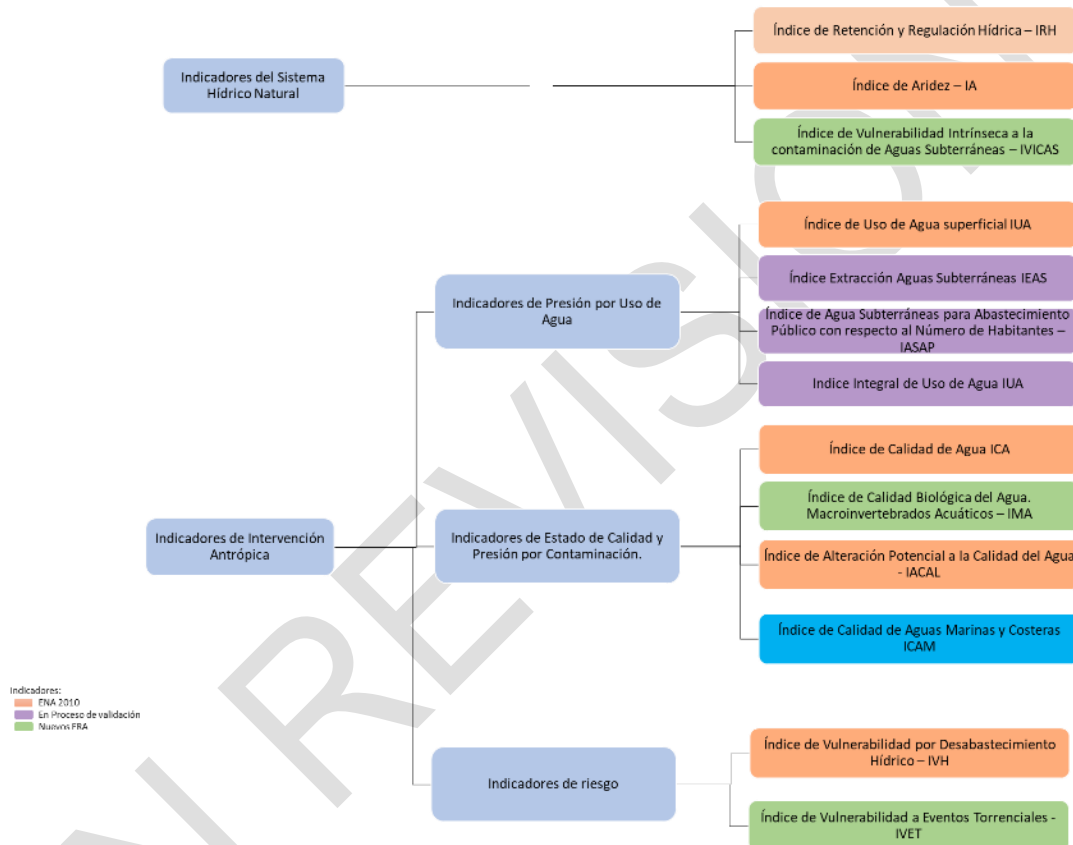 Índice de Retención y Regulación Hídrica – IRH
Indicadores del Sistema
Hídrico Natural
Índice de Aridez – IA
Índice de Vulnerabilidad Intrínseca a la
contaminación de Aguas Subterráneas – IVICAS
Índice de Uso de Agua superficial IUA
Indicadores de Presión por Uso de
Agua
Índice Extracción Aguas Subterráneas IEAS
Índice de Agua Subterráneas para Abastecimiento
Público con respecto al Número de Habitantes –
IASAP
Indice Integral de Uso de Agua IUA
Indicadores de Intervención
Antrópica
Indicadores de Estado de Calidad y
Presión por Contaminación.
Índice de Calidad de Agua ICA
Índice de Calidad Biológica del Agua.
Macroinvertebrados Acuáticos – IMA
Índice de Alteración Potencial a la Calidad del Agua
- IACAL
Índice de Calidad de Aguas Marinas y Costeras
ICAM
Indicadores de riesgo
Índice de Vulnerabilidad por Desabastecimiento
Hídrico – IVH
Índice de Vulnerabilidad a Eventos Torrenciales -
IVET
Indicadores:
ENA 2010
En Proceso de validación
Nuevos ERA
EN REVISION